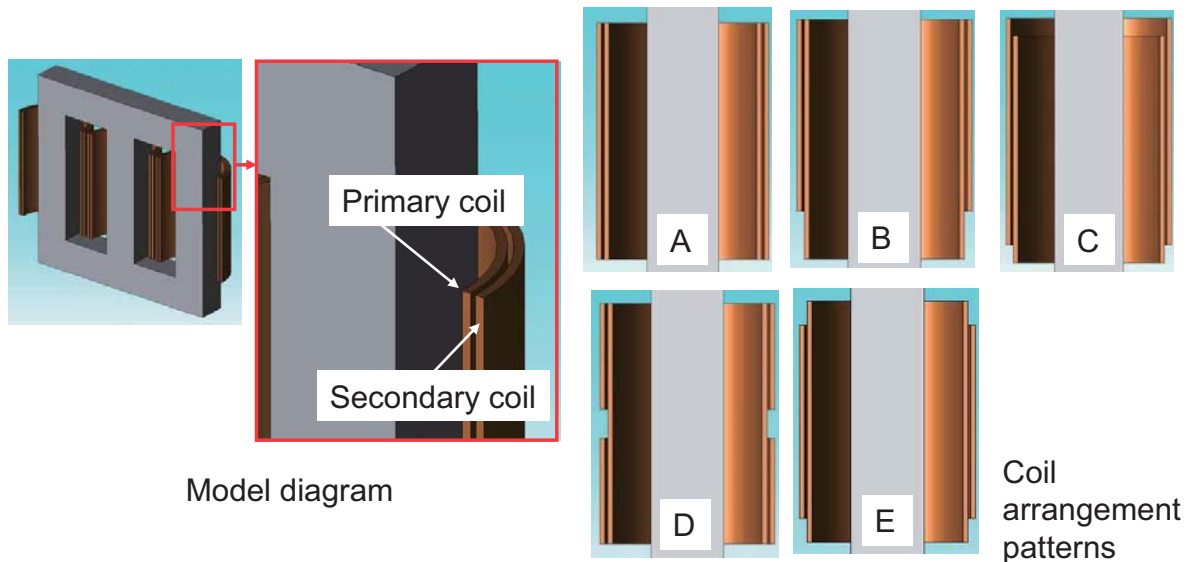 Primary coil
Secondary coil
Model diagram
A
B
C
D
E
Coil
arrangement
patterns